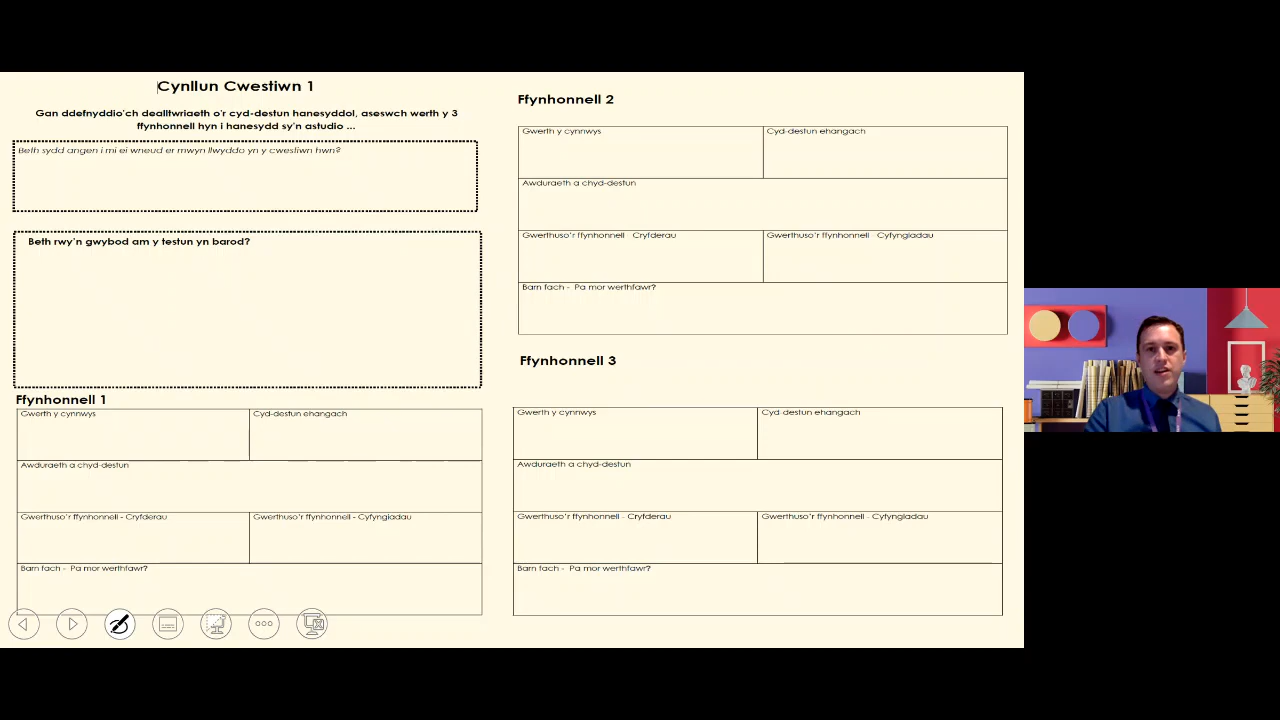 Cynllun Cwestiwn 1
Gan ddefnyddio'ch dealltwriaeth o'r cyd-destun hanesyddol, aseswch werth y 3
ffynhonnell hyn i hanesydd sy'n astudio ...
Beth sydd angen i mi ei wneud er mwyn llwyddo yn y cwestiwn hwn?
Beth rwy'n gwybod am y testun yn barod?
Ffynhonnell 1
Gwerth y cynnwys
Cyd-destun ehangach
Awduraeth a chyd-destun
Gwerthuso'r ffynhonnell - Cryfderau
Gwerthuso'r ffynhonnell - Cyfyngiadau
Barn fach - Pa mor werthfawr?
Ffynhonnell 2
Gwerth y cynnwys
Cyd-destun ehangach
Awduraeth a chyd-destun
Gwerthuso'r ffynhonnell - Cryfderau
Gwerthuso'r ffynhonnell - Cyfyngiadau
Barn fach - Pa mor werthfawr?
Ffynhonnell 3
Gwerth y cynnwys
Cyd-destun ehangach
Awduraeth a chyd-destun
Gwerthuso'r ffynhonnell - Cryfderau
Gwerthuso'r ffynhonnell - Cyfyngiadau
Barn fach - Pa mor werthfawr?